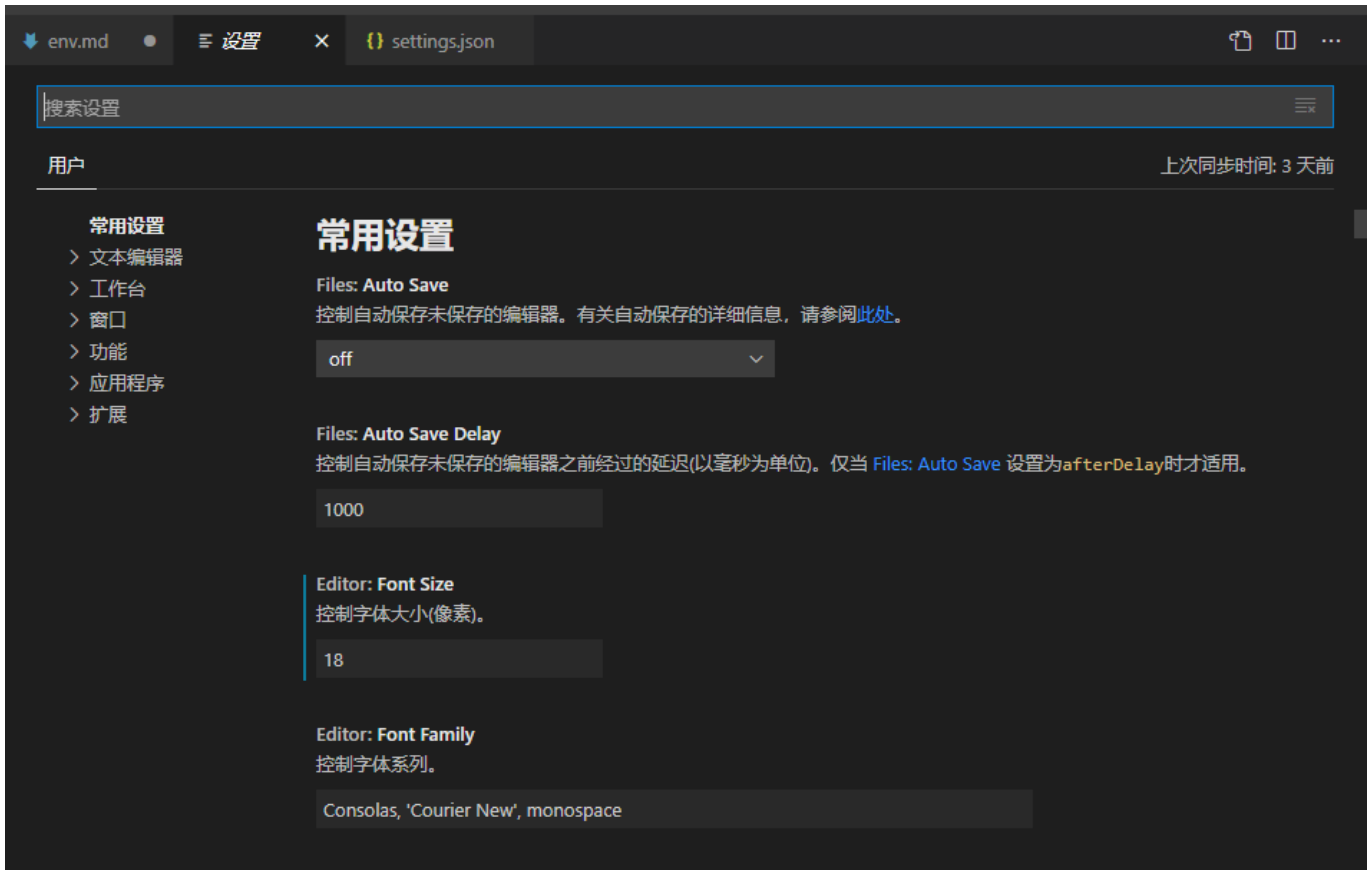 env.md
设置
settings.json
搜索设置
用户
上次同步时间: 3 天前
常用设置
文本编辑器
工作台
窗口
功能
应用程序
扩展
常用设置
Files: Auto Save
控制自动保存未保存的编辑器。有关自动保存的详细信息，请参阅此处。
off
Files: Auto Save Delay
控制自动保存未保存的编辑器之前经过的延迟(以毫秒为单位)。仅当 Files: Auto Save 设置为afterDelay时才适用。
1000
Editor: Font Size
控制字体大小(像素)。
18
Editor: Font Family
控制字体系列。
Consolas, 'Courier New', monospace